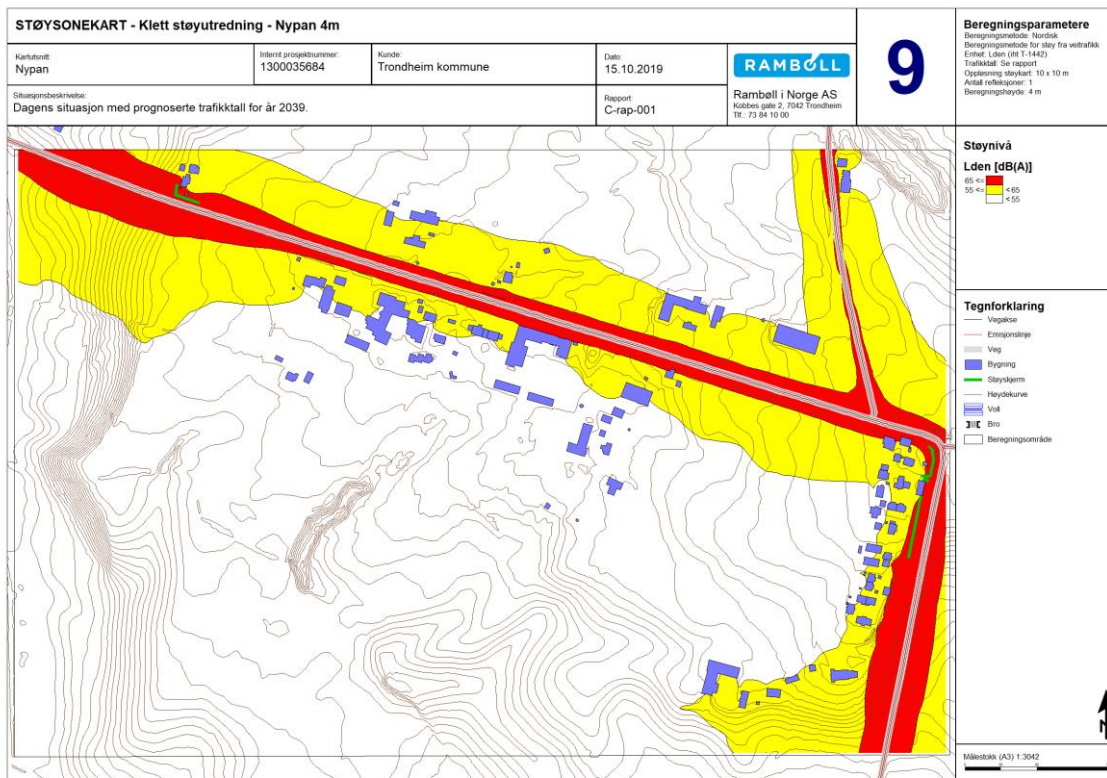 STØYSONEKART - Klett støyutredning - Nypan 4m
Kartutsnitt:
Nypan
Internt prosjektnummer:
1300035684
Kunde:
Trondheim kommune
Dato:
15.10.2019
Situasjonsbeskrivelse:
Dagens situasjon med prognoserte trafikktall for år 2039.
Rapport:
C-rap-001
RAMBOLL
Rambøll i Norge AS
Kobbes gate 2, 7042 Trondheim
Tlf.: 73 84 10 00
9
Beregningsparametere
Beregningsmetode: Nordisk
Beregningsmetode for støy fra veitrafikk
Enhet: Lden (iht T-1442)
Trafikktall: Se rapport
Oppløsning støykart: 10 x 10 m
Antall refleksjoner: 1
Beregningshøyde: 4 m
Støynivå
Lden [dB(A)]
65 <=
55 <= < 65
< 55
Tegnforklaring
Vegakse
Emisjonslinje
Veg
Bygning
Støyskjerm
Høydekurve
Voll
Bro
Beregningsområde
Målestokk (A3) 1:3042